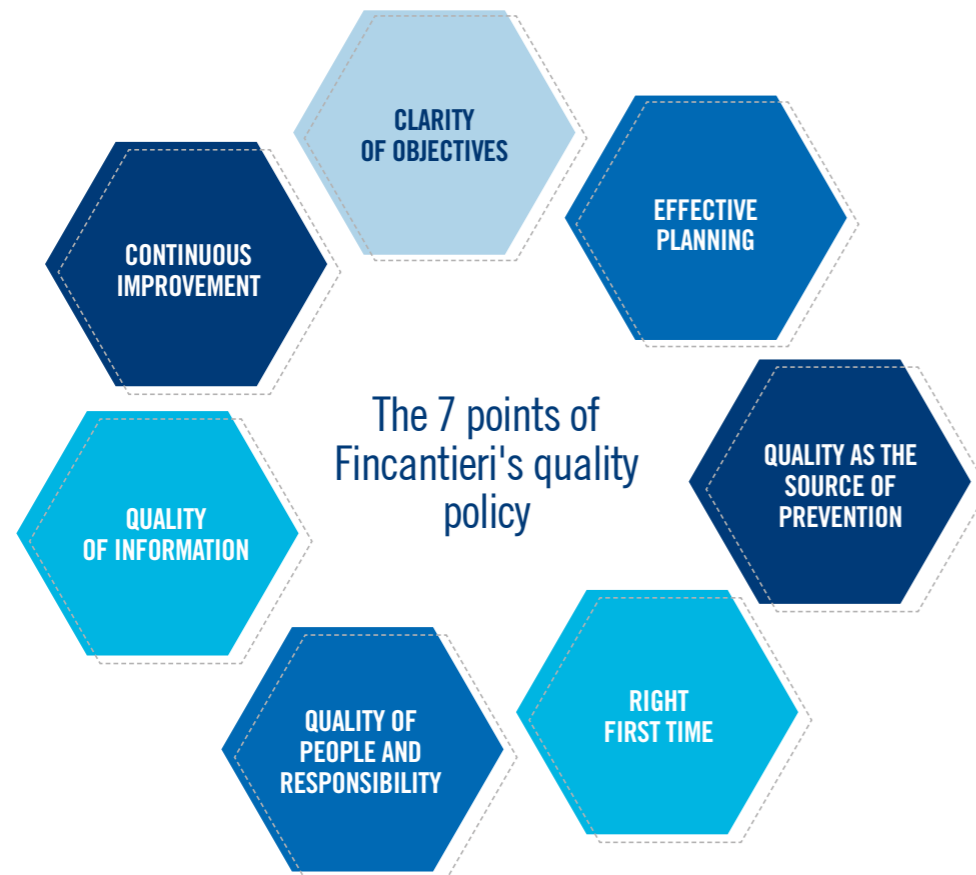 CLARITY
OF OBJECTIVES
EFFECTIVE
PLANNING
CONTINUOUS
IMPROVEMENT
The 7 points of
Fincantieri's quality
policy
QUALITY AS THE
SOURCE OF
PREVENTION
QUALITY
OF INFORMATION
RIGHT
FIRST TIME
QUALITY OF
PEOPLE AND
RESPONSIBILITY